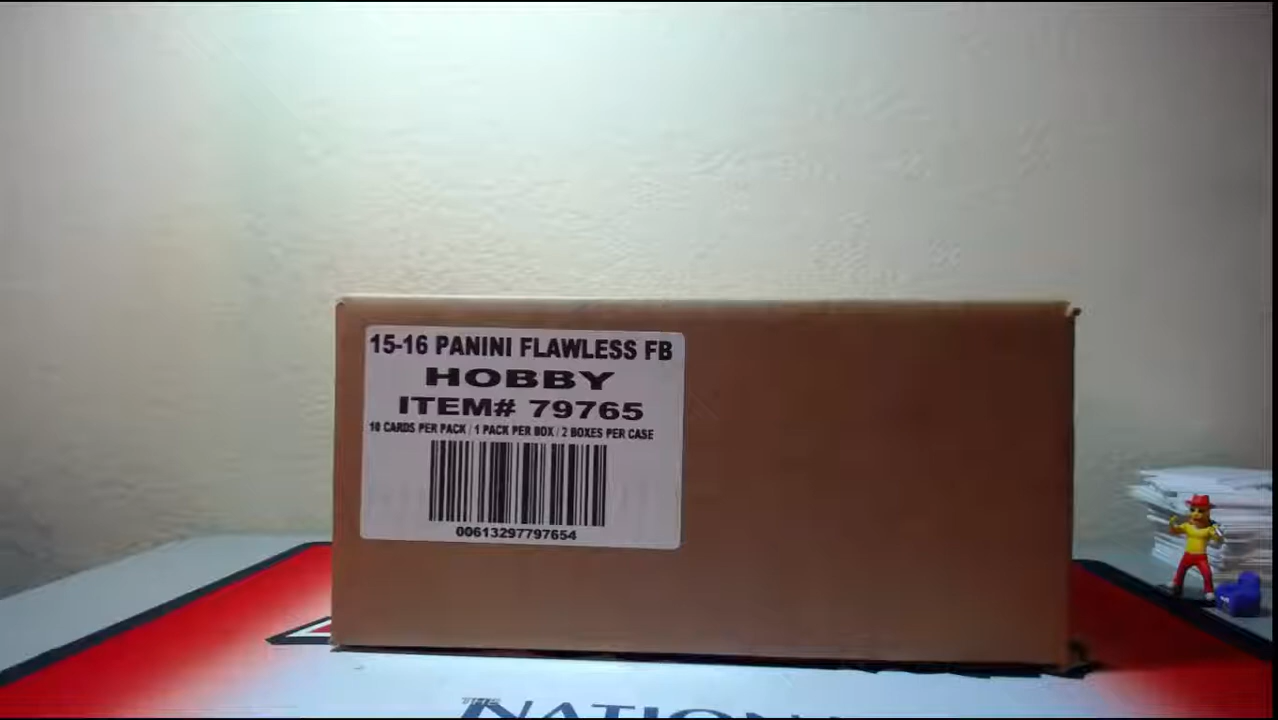 15-16 PANINI FLAWLESS FB
HOBBY
ITEM# 79765
10 CARDS PER PACK / 1 PACK PER BOX / 2 BOXES PER CASE
00613297797654
THE